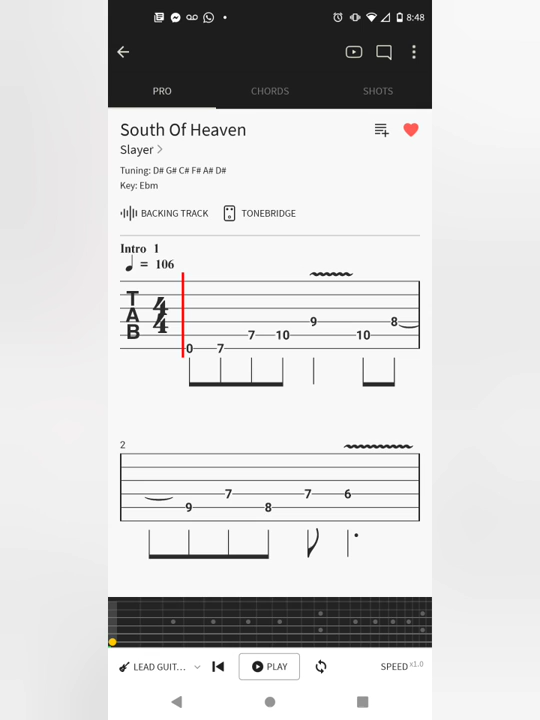 8:48
PRO CHORDS SHOTS
South Of Heaven
Slayer
Tuning: D# G# C# F# A# D#
Key: Ebm
BACKING TRACK TONEBRIDGE
Intro 1
= 106
T
A
B
4
4
9 8
7 10 10
0 7
2
7 7 6
9 8
LEAD GUIT... PLAY SPEED x1.0